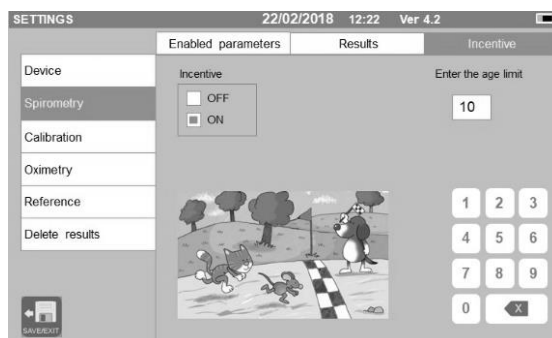 SETTINGS 22/02/2018 12:22 Ver 4.2
Enabled parameters Results Incentive
Device
Spirometry
Calibration
Oximetry
Reference
Delete results
Incentive
OFF
ON
Enter the age limit
10
1 2 3
4 5 6
7 8 9
0 X
SAVE/EXIT